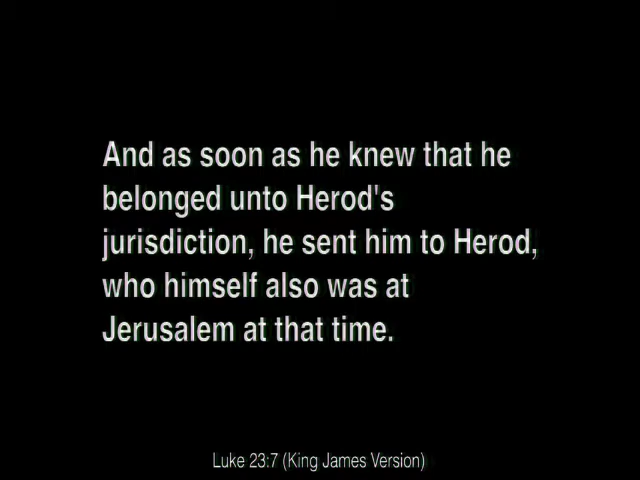 And as soon as he knew that he
belonged unto Herod's
jurisdiction, he sent him to Herod,
who himself also was at
Jerusalem at that time.
Luke 23:7 (King James Version)